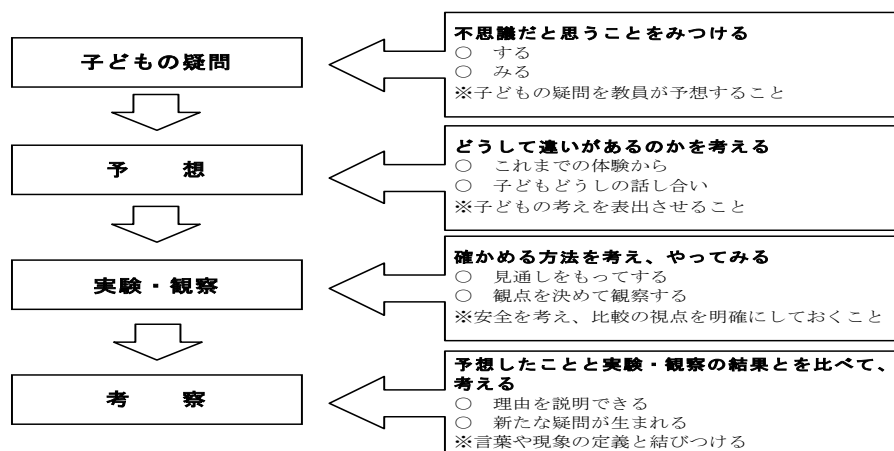 子どもの疑問
不思議だと思うことをみつける
○ する
○ みる
※子どもの疑問を教員が予想すること
予 想
どうして違いがあるのかを考える
○ これまでの体験から
○ 子どもどうしの話し合い
※子どもの考えを表出させること
実験・観察
確かめる方法を考え、やってみる
○ 見通しをもってする
○ 観点を決めて観察する
※安全を考え、比較の視点を明確にしておくこと
考 察
予想したことと実験・観察の結果とを比べて、
考える
○ 理由を説明できる
○ 新たな疑問が生まれる
※言葉や現象の定義と結びつける